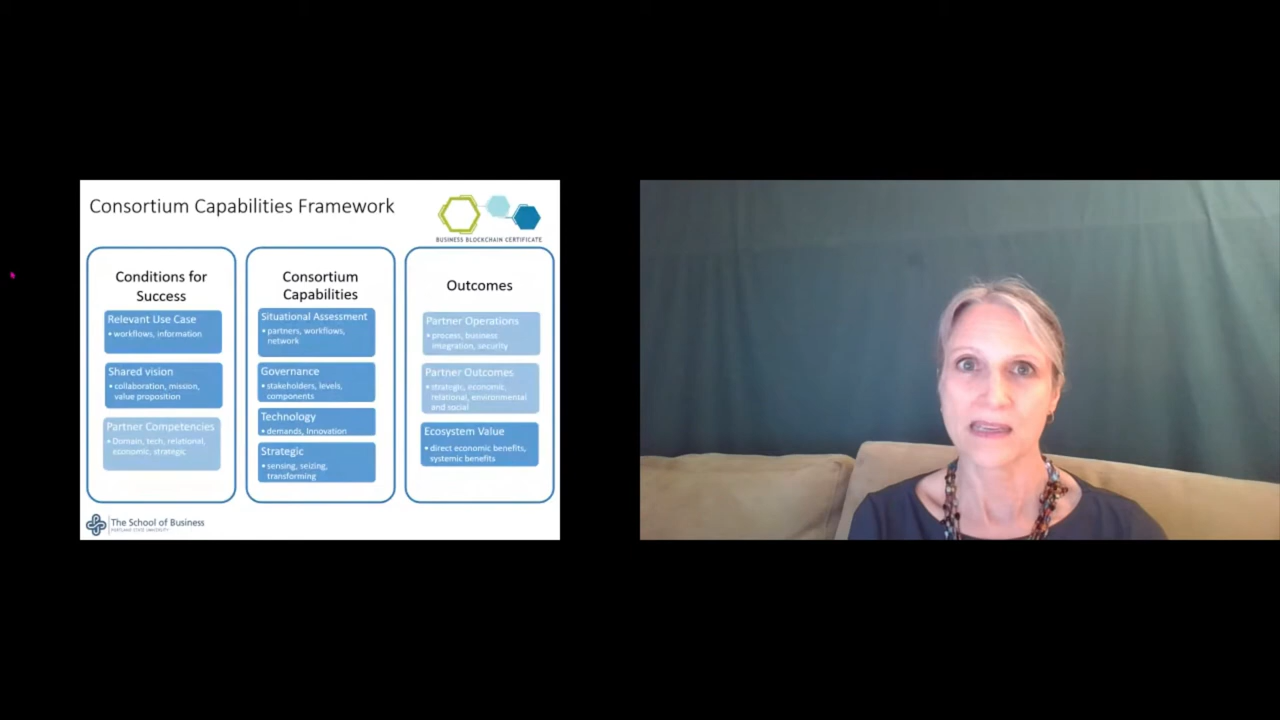 Consortium Capabilities Framework
BUSINESS BLOCKCHAIN CERTIFICATE
Conditions for
Success
Relevant Use Case
• workflows, information
Shared vision
• collaboration, mission,
value proposition
Partner Competencies
• Domain, tech, relational,
economic, strategic
Consortium
Capabilities
Situational Assessment
• partners, workflows,
network
Governance
• stakeholders, levels,
components
Technology
• demands, Innovation
Strategic
• sensing, seizing,
transforming
Outcomes
Partner Operations
• process, business
integration, security
Partner Outcomes
• strategic, economic,
relational, environmental
and social
Ecosystem Value
• direct economic benefits,
systemic benefits
The School of Business
PORTLAND STATE UNIVERSITY